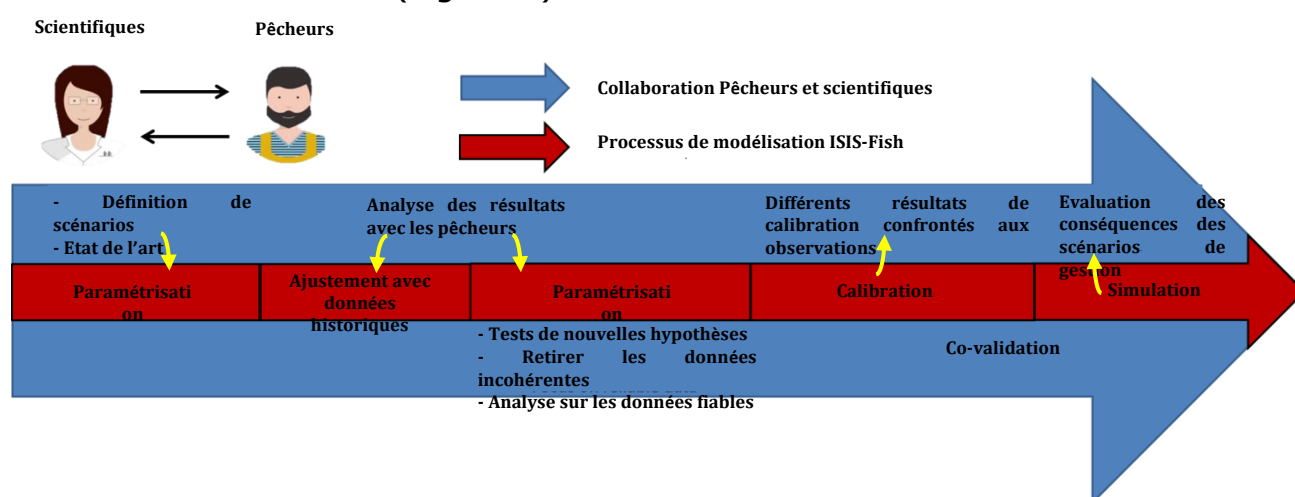 Scientifiques
Pêcheurs
Collaboration Pêcheurs et scientifiques
Processus de modélisation ISIS-Fish
- Définition de
scénarios
- Etat de l'art
Analyse des résultats
avec les pêcheurs
Différents résultats de
calibration confrontés aux
observations
Evaluation des
conséquences des
scénarios de
gestion
Paramétrisati
on
Ajustement avec
données
historiques
Paramétrisati
on
Calibration
Simulation
- Tests de nouvelles hypothèses
- Retirer les données
incohérentes
- Analyse sur les données fiables
Co-validation